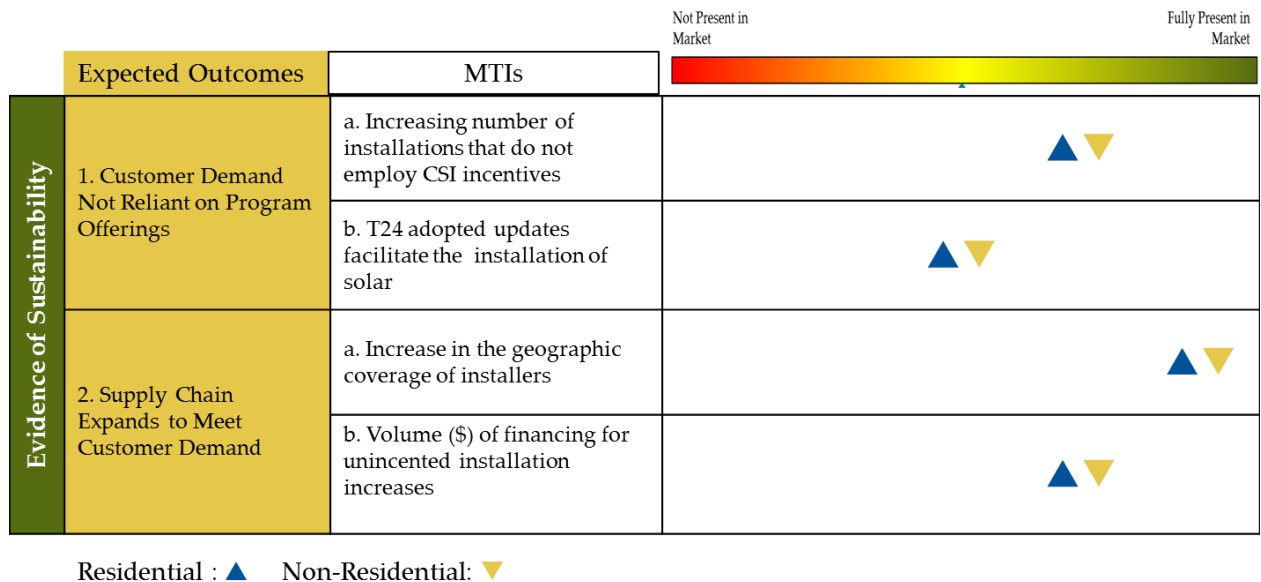 Not Present in
Market
Fully Present in
Market
Expected Outcomes
MTIs
Evidence of Sustainability
1. Customer Demand
Not Reliant on Program
Offerings
a. Increasing number of
installations that do not
employ CSI incentives
b. T24 adopted updates
facilitate the installation of
solar
2. Supply Chain
Expands to Meet
Customer Demand
a. Increase in the geographic
coverage of installers
b. Volume ($) of financing for
unincented installation
increases
Residential :
Non-Residential: